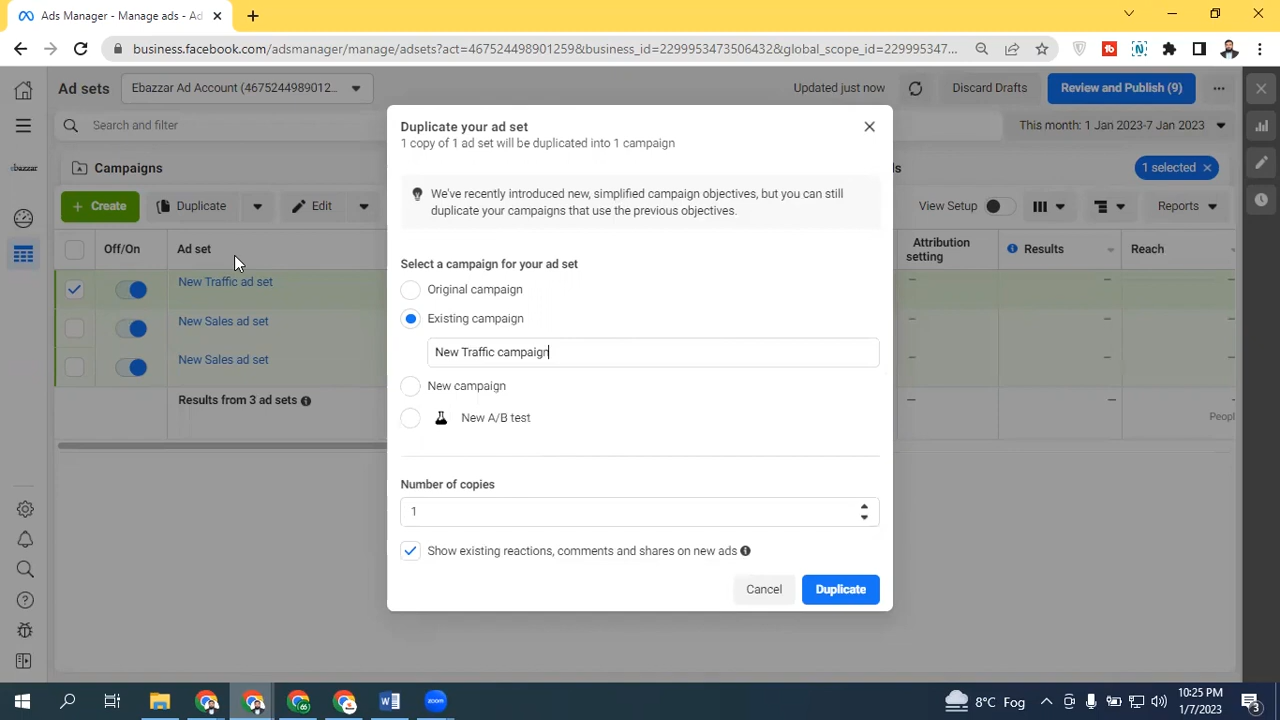 Ads Manager - Manage ads - Ad
business.facebook.com/adsmanager/manage/adsets?act=467524498901259&business_id=2299953473506432&global_scope_id=229995347...
Ad sets
Ebazzar Ad Account (4675244989012...
Updated just now
Discard Drafts
Review and Publish (9)
Search and filter
This month: 1 Jan 2023-7 Jan 2023
ebazzar
Campaigns
ds
1 selected
+ Create
Duplicate
Edit
View Setup
Reports
Off/On
Ad set
Attribution
setting
Results
Reach
New Traffic ad set
New Sales ad set
New Sales ad set
Results from 3 ad sets
Peopl
Duplicate your ad set
1 copy of 1 ad set will be duplicated into 1 campaign
We've recently introduced new, simplified campaign objectives, but you can still
duplicate your campaigns that use the previous objectives.
Select a campaign for your ad set
Original campaign
Existing campaign
New Traffic campaign
New campaign
New A/B test
Number of copies
1
Show existing reactions, comments and shares on new ads
Cancel
Duplicate
zoom
8°C Fog
10:25 PM
1/7/2023
3